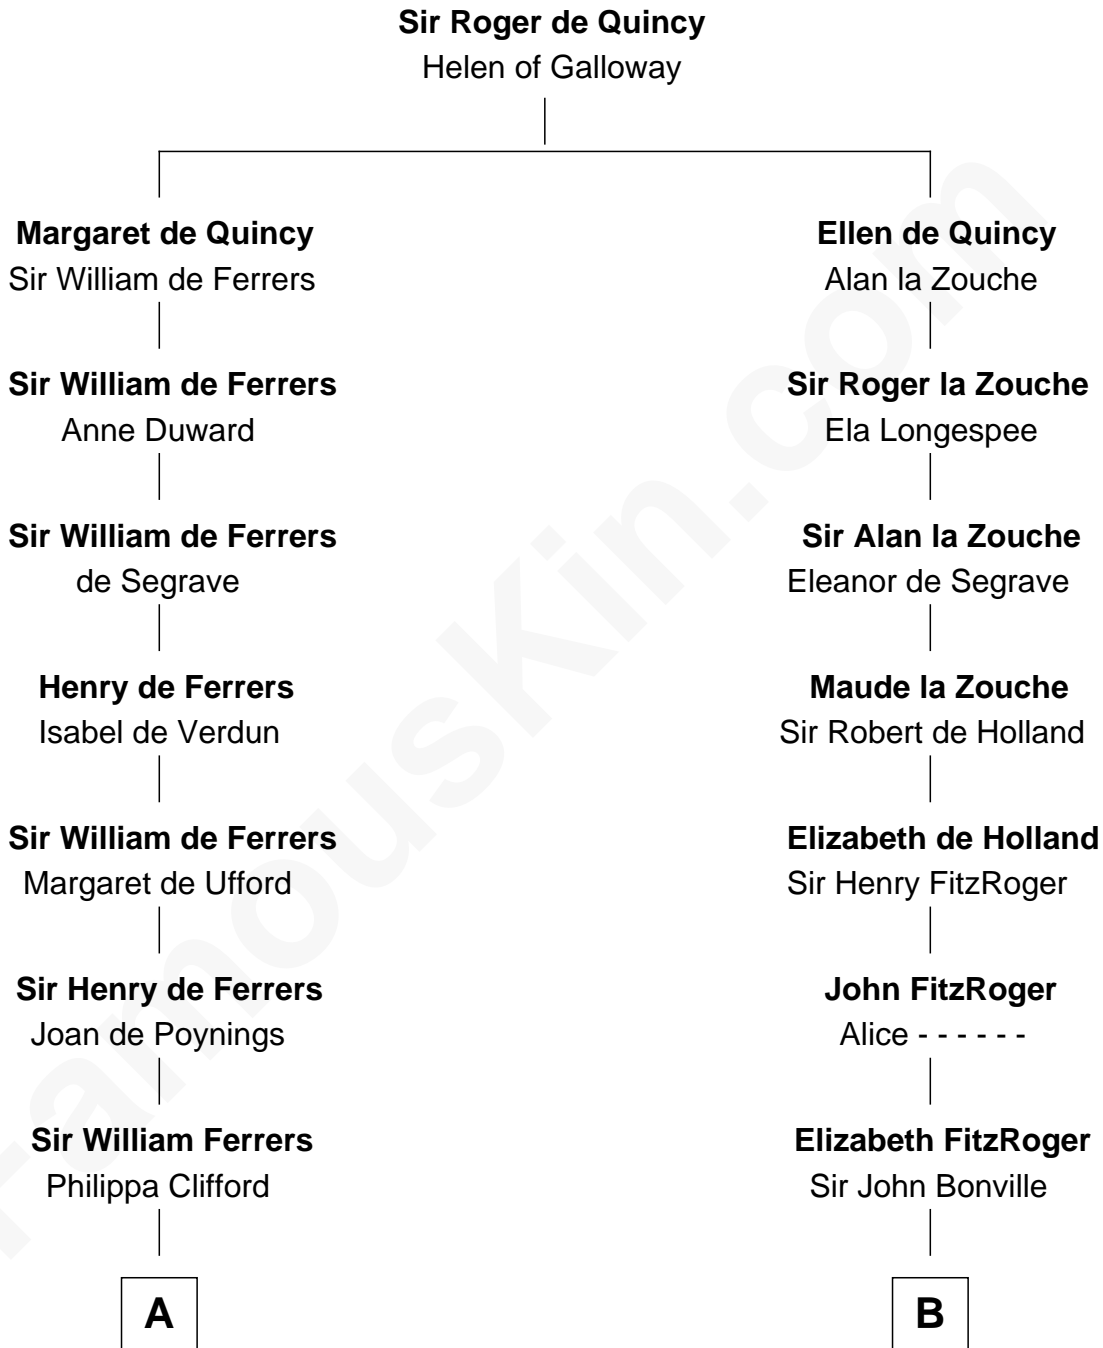 Sir Roger de Quincy
Helen of Galloway
Margaret de Quincy
Sir William de Ferrers
Ellen de Quincy
Alan la Zouche
Sir William de Ferrers
Anne Duward
Sir Roger la Zouche
Ela Longespee
Sir William de Ferrers
de Segrave
Sir Alan la Zouche
Eleanor de Segrave
Henry de Ferrers
Isabel de Verdun
Maude la Zouche
Sir Robert de Holland
Sir William de Ferrers
Margaret de Ufford
Elizabeth de Holland
Sir Henry FitzRoger
Sir Henry de Ferrers
Joan de Poynings
John FitzRoger
Alice - - - - - -
Sir William Ferrers
Philippa Clifford
Elizabeth FitzRoger
Sir John Bonville
A
B
FamousKin.com